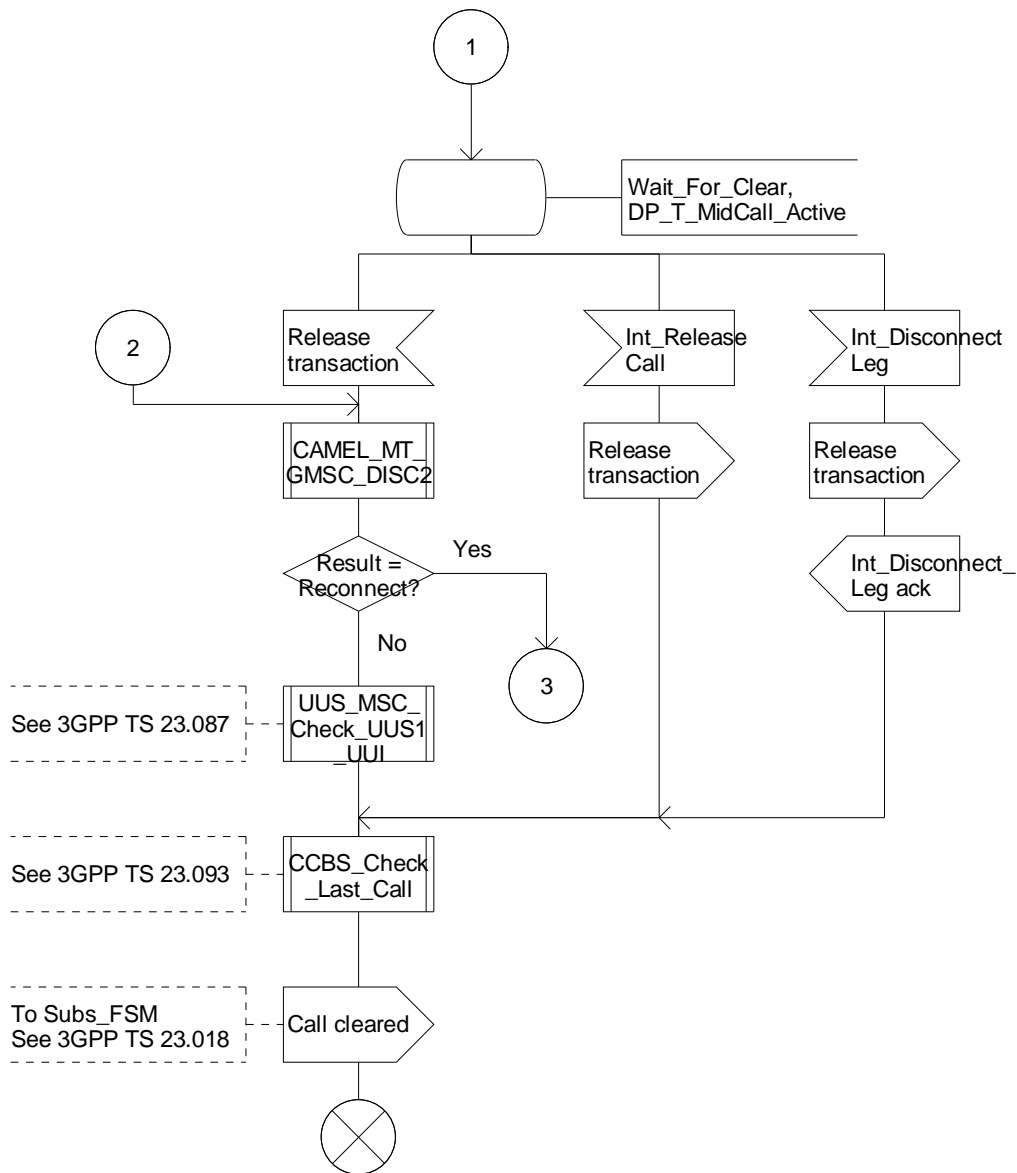 1
Wait_For_Clear,
DP_T_MidCall_Active
Release
transaction
Int_Release
Call
Int_Disconnect
Leg
2
CAMEL_MT_
GMSC_DISC2
Release
transaction
Release
transaction
Result =
Reconnect?
Yes
No
Int_Disconnect_
Leg ack
3
See 3GPP TS 23.087
UUS_MSC_
Check_UUS1
_UUI
See 3GPP TS 23.093
CCBS_Check
_Last_Call
To Subs_FSM
See 3GPP TS 23.018
Call cleared